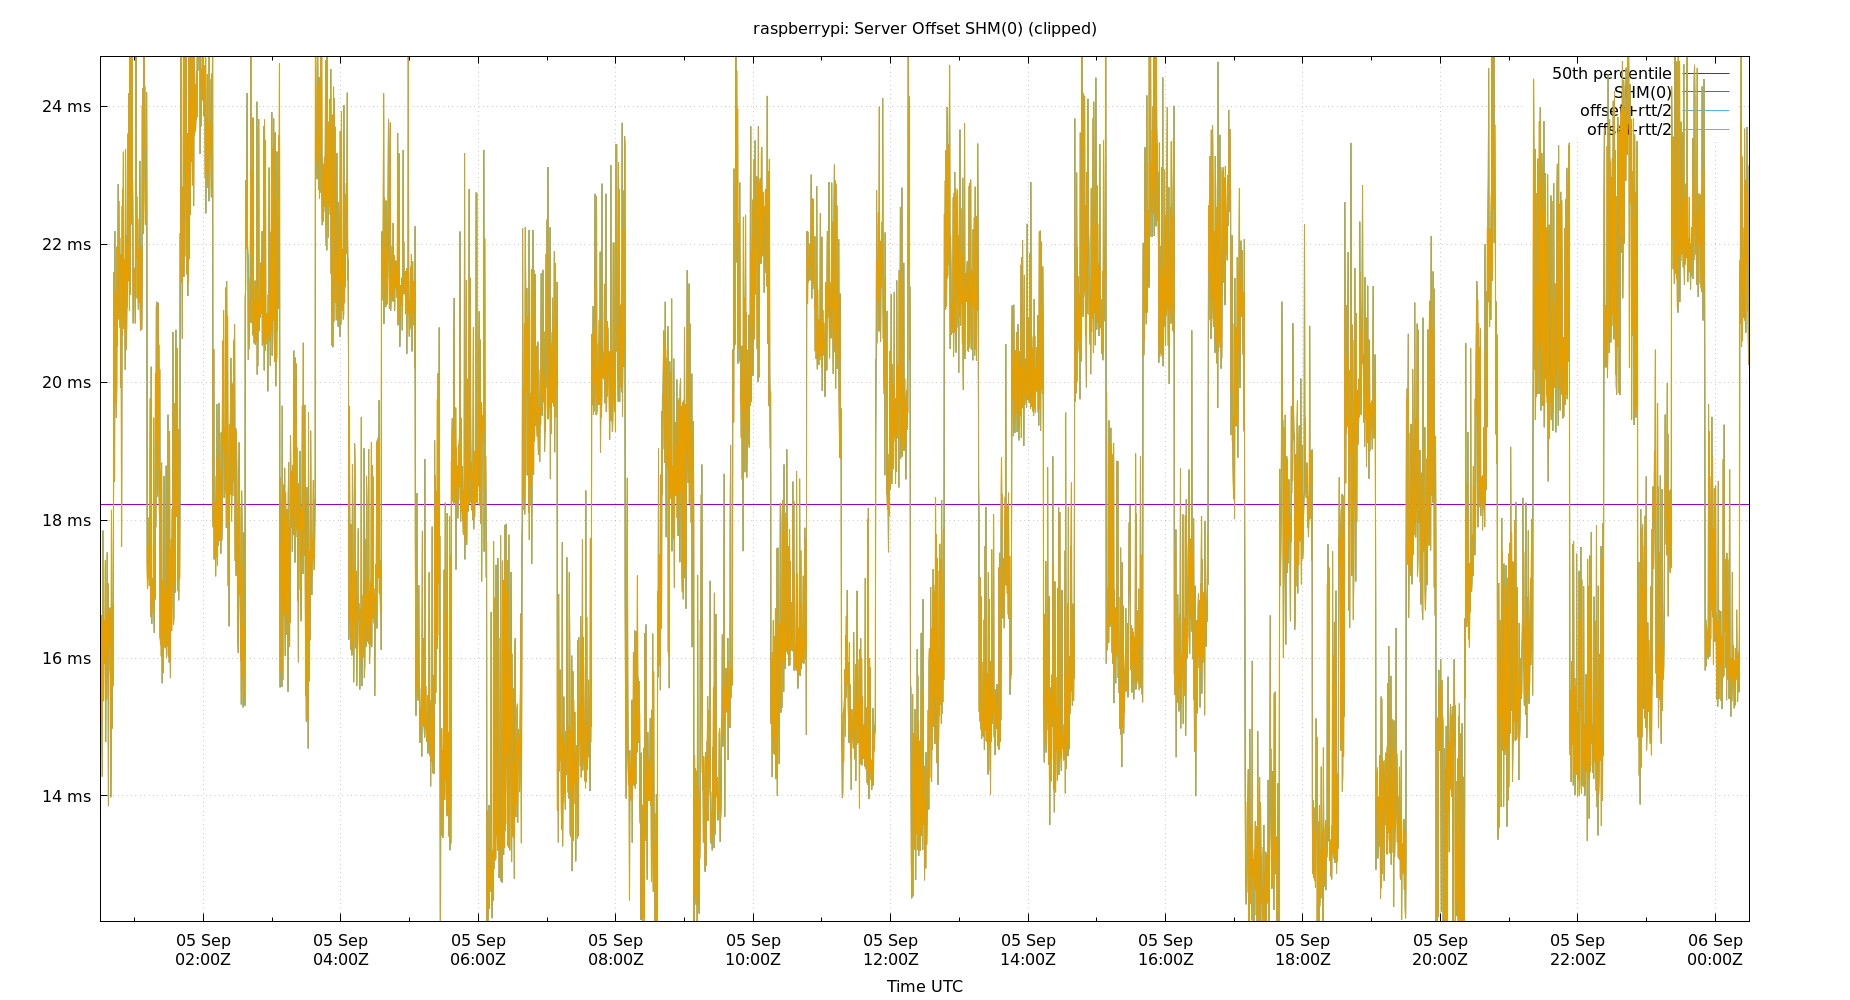 raspberrypi: Server Offset SHM(0) (clipped)
50th percentile
SHM(0)
offset+rtt/2
offset-rtt/2
24 ms
22 ms
20 ms
18 ms
16 ms
14 ms
05 Sep 05 Sep 05 Sep 05 Sep 05 Sep 05 Sep 05 Sep 05 Sep 05 Sep 05 Sep 05 Sep 06 Sep
02:00Z 04:00Z 06:00Z 08:00Z 10:00Z 12:00Z 14:00Z 16:00Z 18:00Z 20:00Z 22:00Z 00:00Z
Time UTC